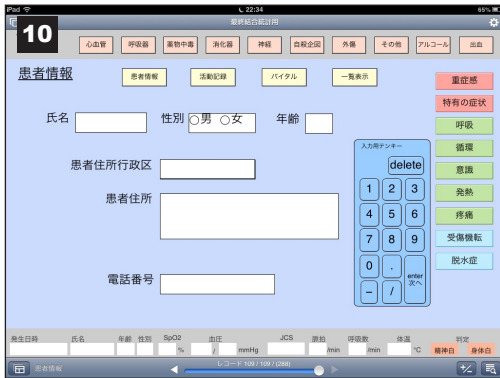 iPad 22:34 65%
10
最終総合統計用
心血管 呼吸器 薬物中毒 消化器 神経 自殺企図 外傷 その他 アルコール 出血
患者情報 患者情報 活動記録 バイタル 一覧表示 重症感
特有の症状
氏名 性別 男 女 年齢 呼吸
入力用テンキー 循環
患者住所行政区 delete 意識
患者住所 1 2 3 発熱
4 5 6 疼痛
7 8 9 受傷機転
0 . enter 次へ 脱水症
電話番号 - /
発生日時 氏名 年齢 性別 SpO2 血圧 JCS 脈拍 呼吸数 体温 判定
% / mmHg /min /min °C 精神白 身体白
患者情報 レコード 109 / 109 / (288)